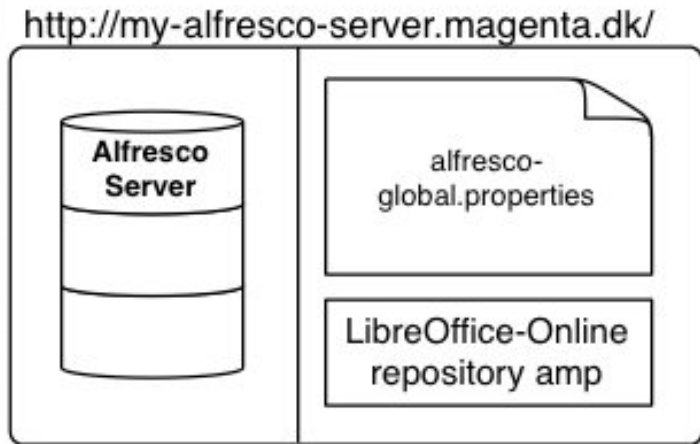 http://my-alfresco-server.magenta.dk/
Alfresco
Server
alfresco-
global.properties
LibreOffice-Online
repository amp